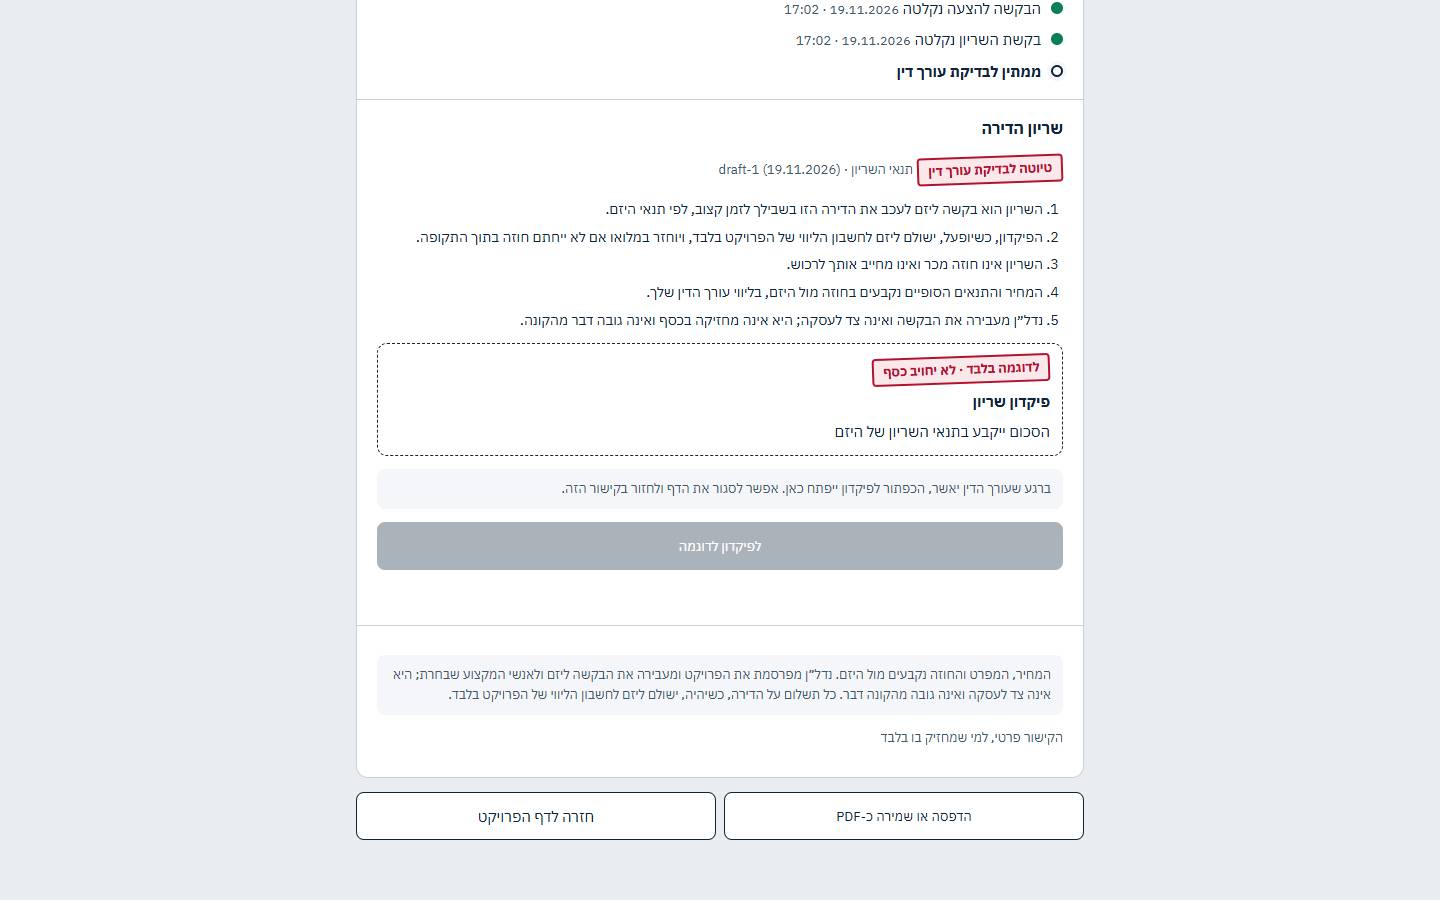 הבקשה להצעה נקלטה 19.11.2026 · 17:02
בקשת השריון נקלטה 19.11.2026 · 17:02
ממתין לבדיקת עורך דין
שריון הדירה
טיוטה לבדיקת עורך דין תנאי השריון · draft-1 (19.11.2026)
1. השריון הוא בקשה ליזם לעכב את הדירה הזו בשבילך לזמן קצוב, לפי תנאי היזם.
2. הפיקדון, כשיופעל, ישולם ליזם לחשבון הליווי של הפרויקט בלבד, ויוחזר במלואו אם לא ייחתם חוזה בתוך התקופה.
3. השריון אינו חוזה מכר ואינו מחייב אותך לרכוש.
4. המחיר והתנאים הסופיים נקבעים בחוזה מול היזם, בליווי עורך הדין שלך.
5. נדל״ן מעבירה את הבקשה ואינה צד לעסקה; היא אינה מחזיקה בכסף ואינה גובה דבר מהקונה.
לדוגמה בלבד · לא יחויב כסף
פיקדון שריון
הסכום ייקבע בתנאי השריון של היזם
ברגע שעורך הדין יאשר, הכפתור לפיקדון ייפתח כאן. אפשר לסגור את הדף ולחזור בקישור הזה.
לפיקדון לדוגמה
המחיר, המפרט והחוזה נקבעים מול היזם. נדל״ן מפרסמת את הפרויקט ומעבירה את הבקשה ליזם ולאנשי המקצוע שבחרת; היא
אינה צד לעסקה ואינה גובה מהקונה דבר. כל תשלום על הדירה, כשיהיה, ישולם ליזם לחשבון הליווי של הפרויקט בלבד.
הקישור פרטי, למי שמחזיק בו בלבד
הדפסה או שמירה כ-PDF
חזרה לדף הפרויקט